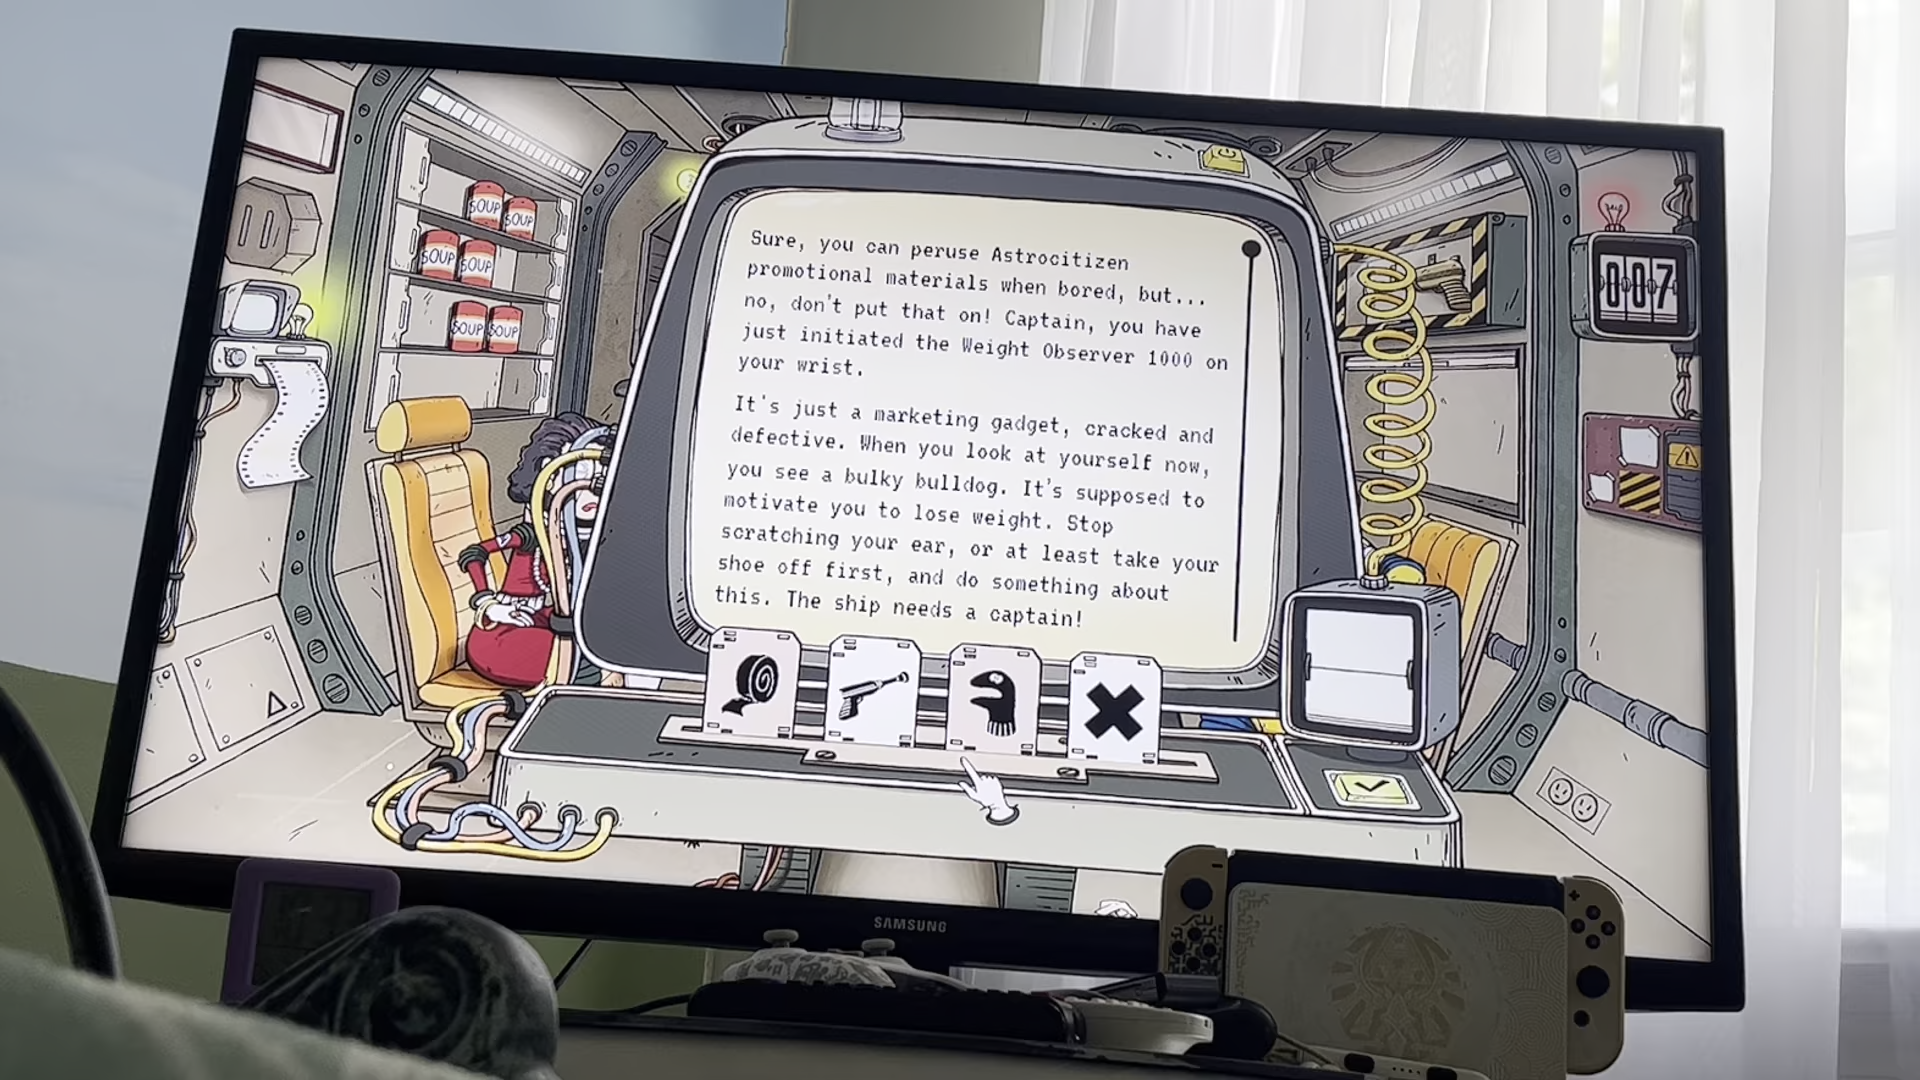 Sure, you can peruse Astrocitizen
promotional materials when bored, but...
no, don't put that on! Captain, you have
just initiated the Weight Observer 1000 on
your wrist.
It's just a marketing gadget, cracked and
defective. When you look at yourself now,
you see a bulky bulldog. It's supposed to
motivate you to lose weight. Stop
scratching your ear, or at least take your
shoe off first, and do something about
this. The ship needs a captain!
SOUP
SOUP
SOUP
SOUP
SOUP
SOUP
007
SAMSUNG